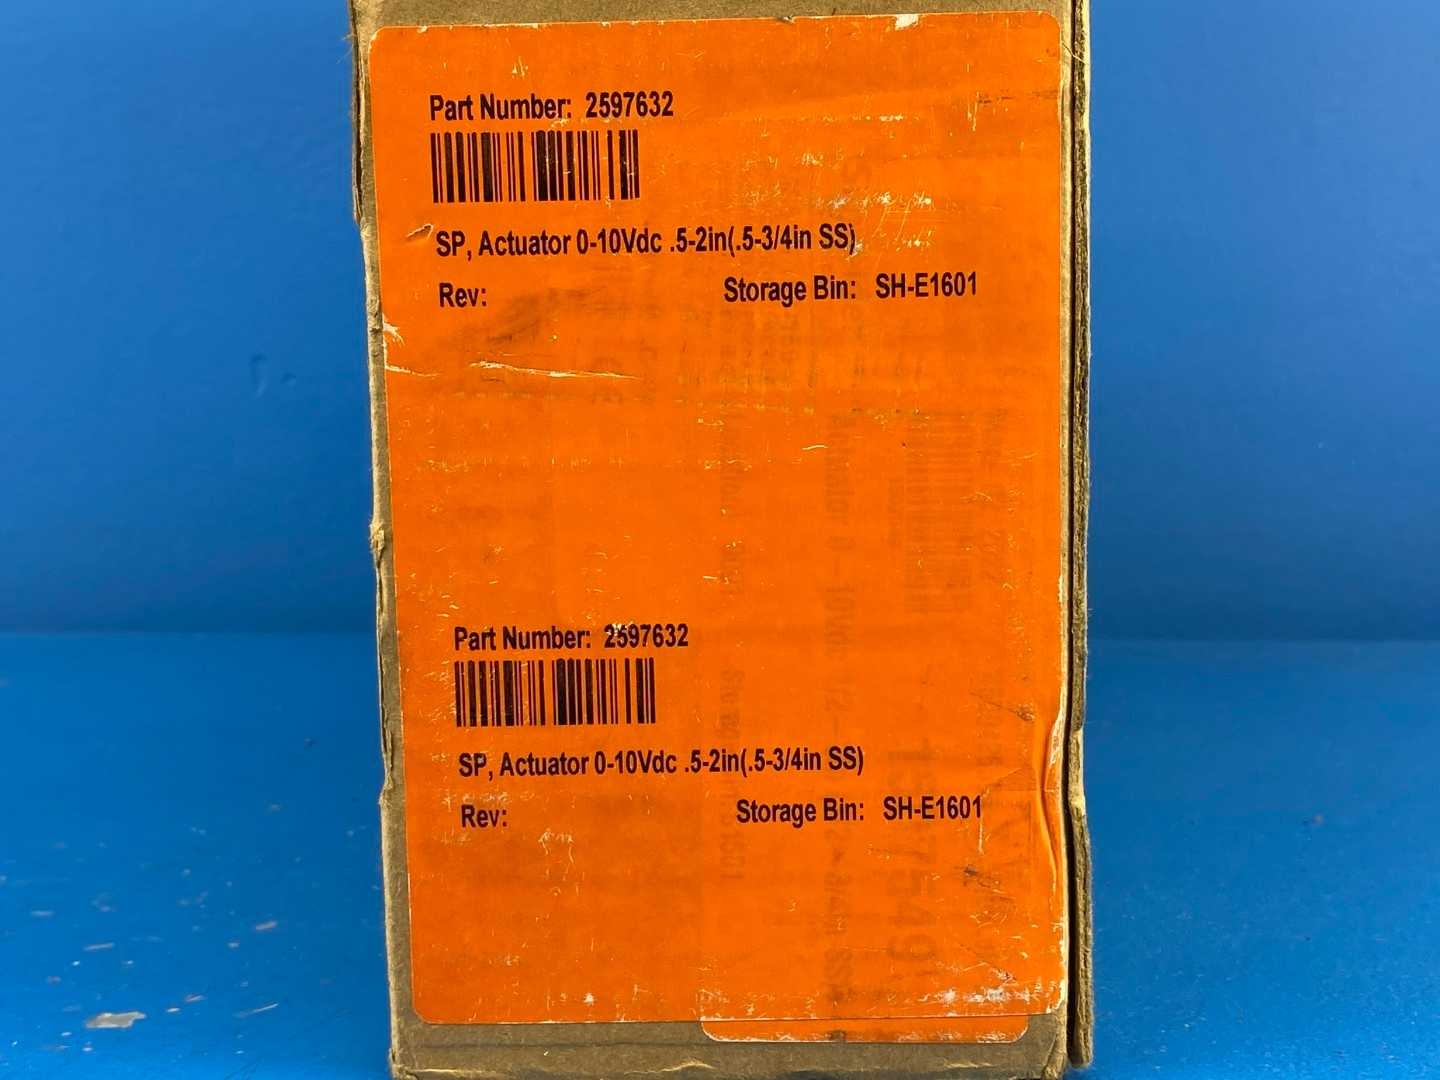 Part Number: 2597632
SP, Actuator 0-10Vdc .5-2in(.5-3/4in SS)
Rev: Storage Bin: SH-E1601
Part Number: 2597632
SP, Actuator 0-10Vdc .5-2in(.5-3/4in SS)
Rev: Storage Bin: SH-E1601